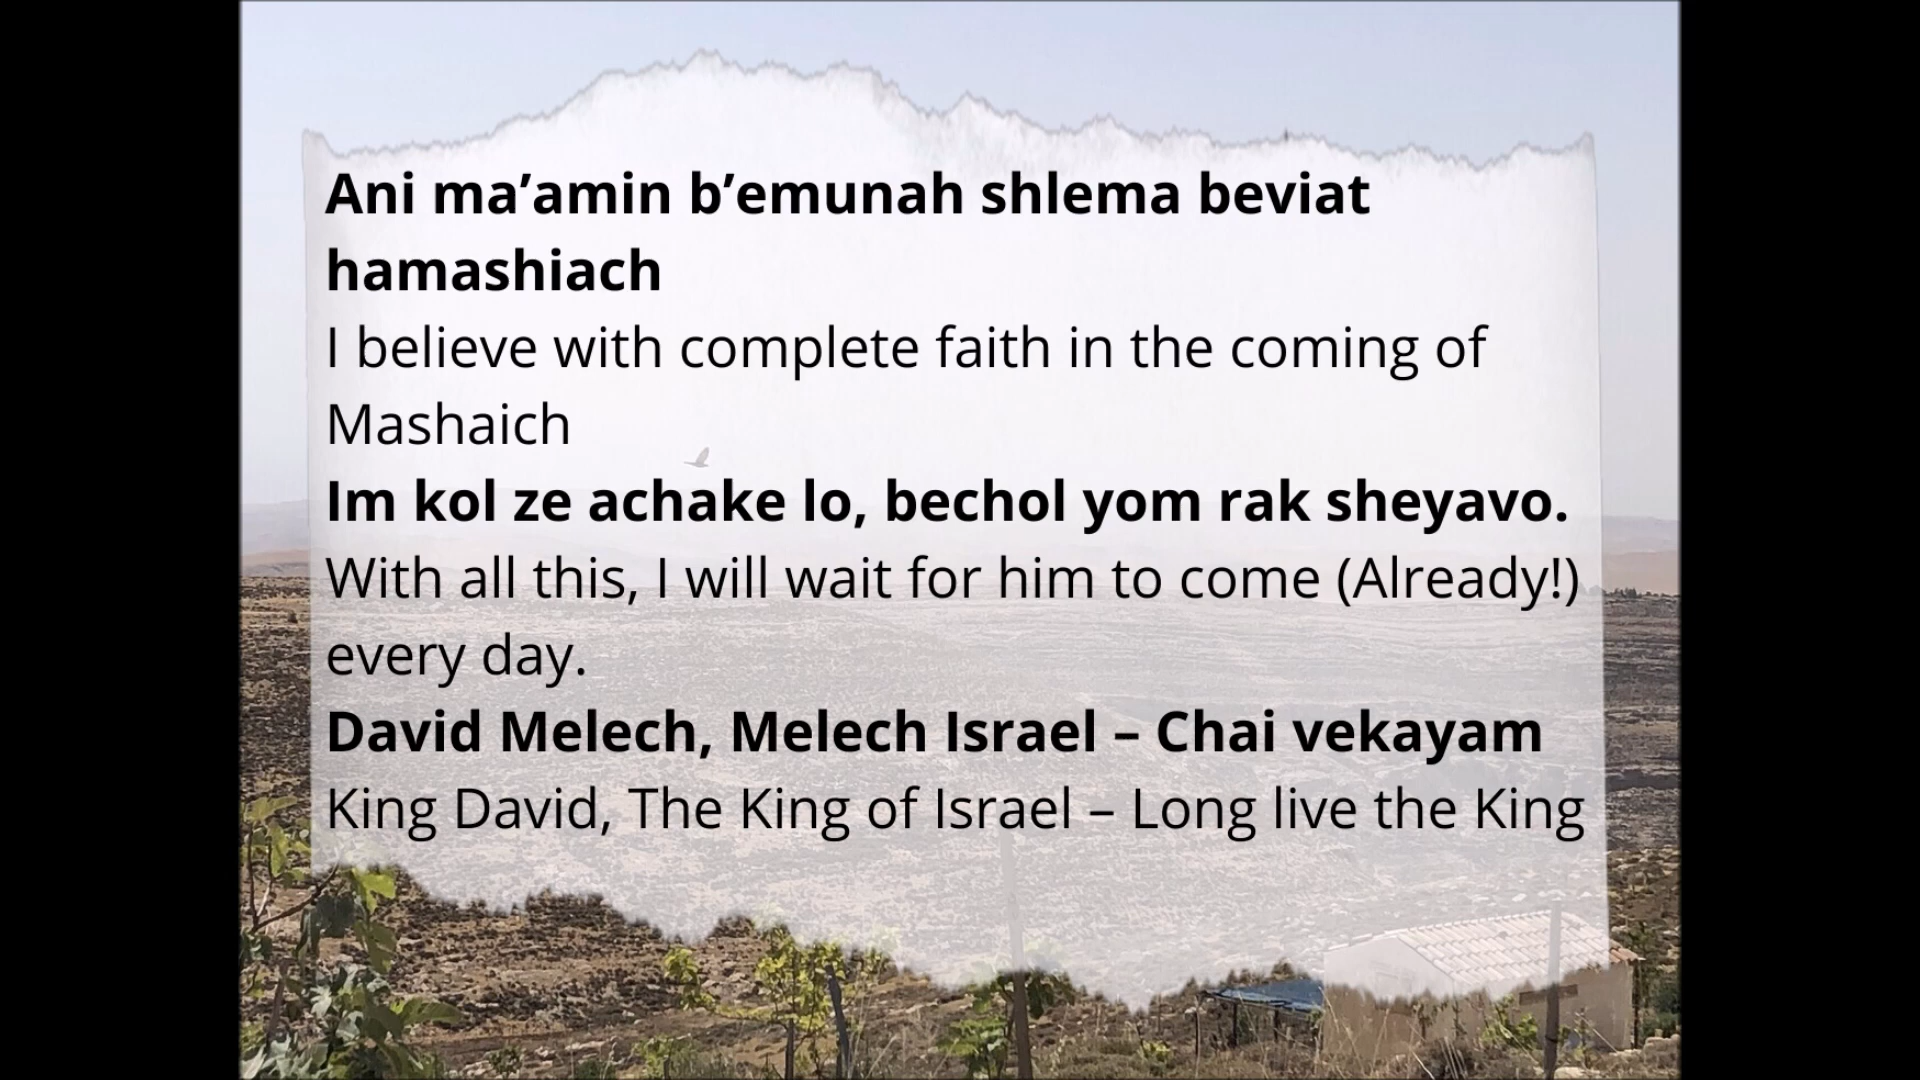 Ani ma’amin b’emunah shlema beviat
hamashiach
I believe with complete faith in the coming of
Mashaich
Im kol ze achake lo, bechol yom rak sheyavo.
With all this, I will wait for him to come (Already!)
every day.
David Melech, Melech Israel – Chai vekayam
King David, The King of Israel – Long live the King